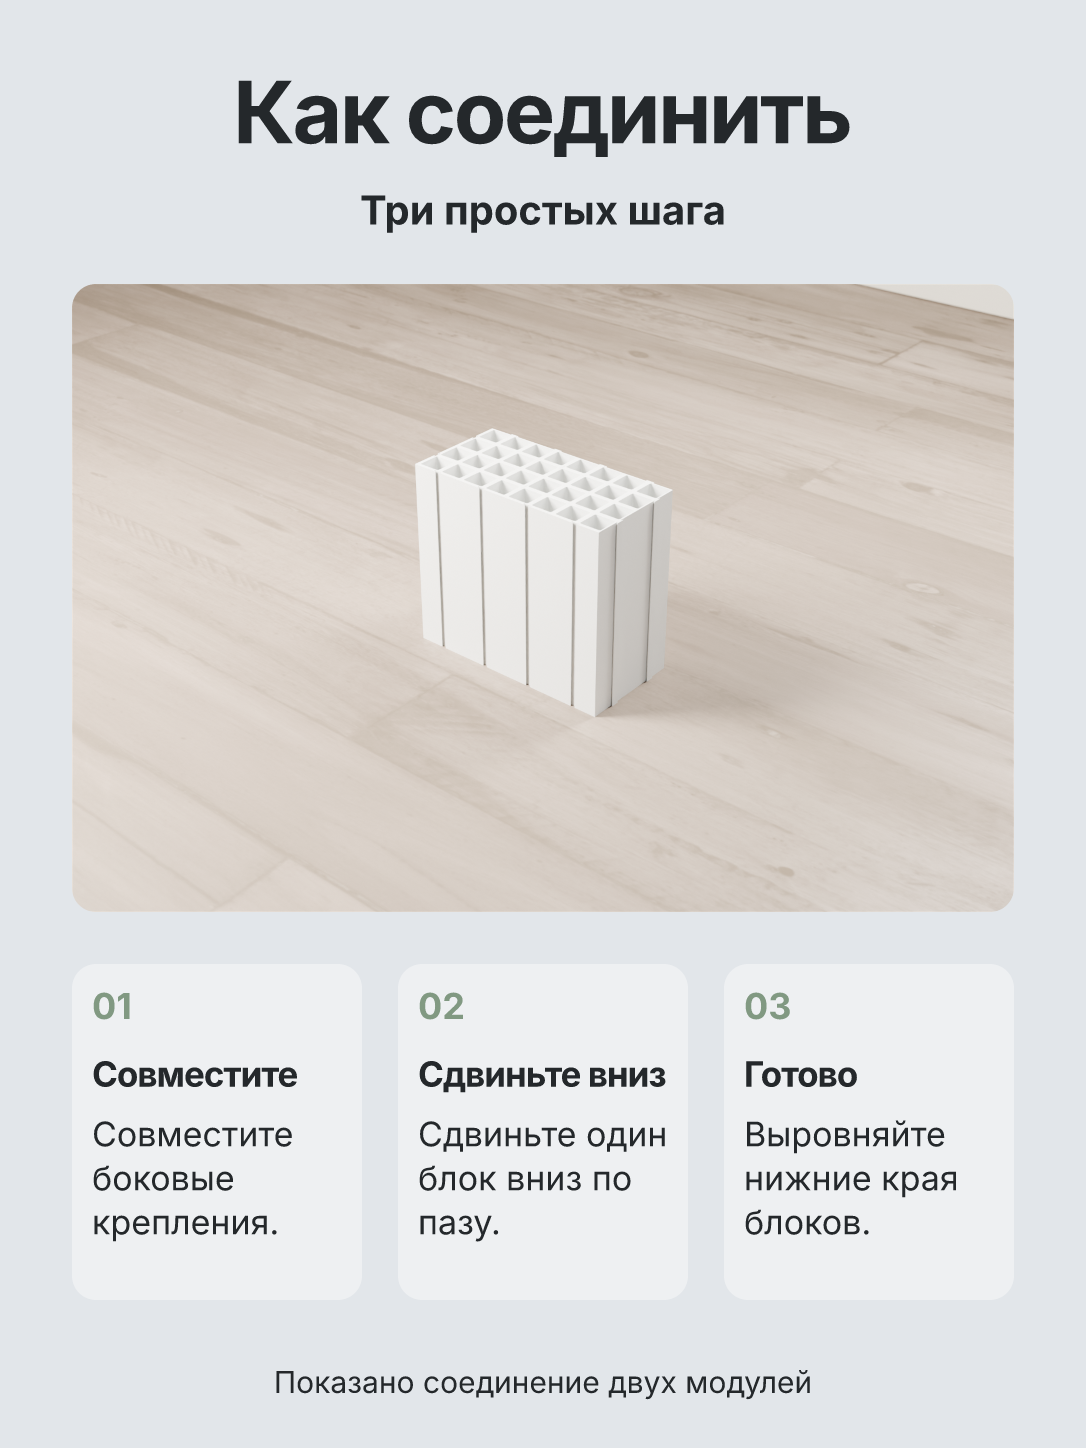 Как соединить
Три простых шага
01
Совместите
Совместите
боковые
крепления.
02
Сдвиньте вниз
Сдвиньте один
блок вниз по
пазу.
03
Готово
Выровняйте
нижние края
блоков.
Показано соединение двух модулей